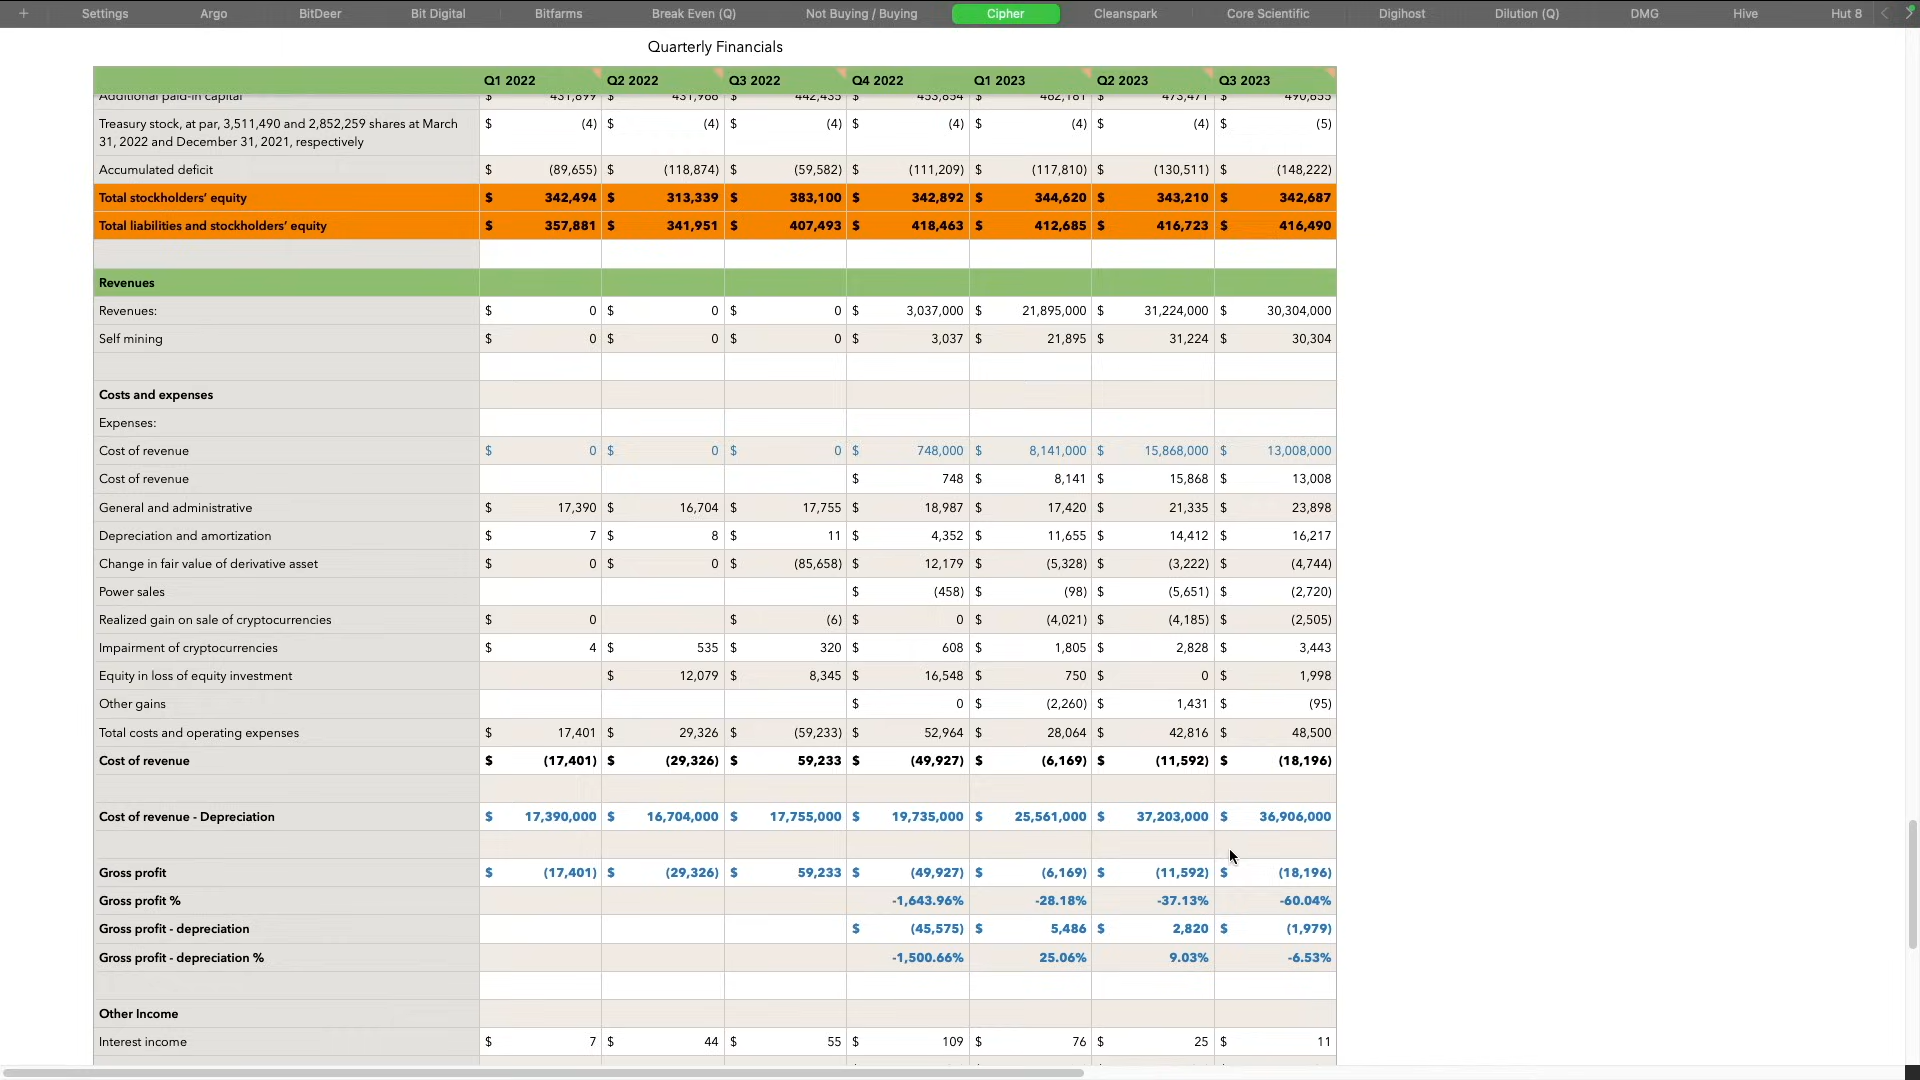 + Settings Argo BitDeer Bit Digital Bitfarms Break Even (Q) Not Buying / Buying Cipher Cleanspark Core Scientific Digihost Dilution (Q) DMG Hive Hut 8
Quarterly Financials
Q1 2022 Q2 2022 Q3 2022 Q4 2022 Q1 2023 Q2 2023 Q3 2023
Additional paid-in capital $ 431,899 $ 431,966 $ 442,435 $ 453,854 $ 462,181 $ 473,471 $ 490,655
Treasury stock, at par, 3,511,490 and 2,852,259 shares at March $ (4) $ (4) $ (4) $ (4) $ (4) $ (4) $ (5)
31, 2022 and December 31, 2021, respectively
Accumulated deficit $ (89,655) $ (118,874) $ (59,582) $ (111,209) $ (117,810) $ (130,511) $ (148,222)
Total stockholders’ equity $ 342,494 $ 313,339 $ 383,100 $ 342,892 $ 344,620 $ 343,210 $ 342,687
Total liabilities and stockholders’ equity $ 357,881 $ 341,951 $ 407,493 $ 418,463 $ 412,685 $ 416,723 $ 416,490
Revenues
Revenues: $ 0 $ 0 $ 0 $ 3,037,000 $ 21,895,000 $ 31,224,000 $ 30,304,000
Self mining $ 0 $ 0 $ 0 $ 3,037 $ 21,895 $ 31,224 $ 30,304
Costs and expenses
Expenses:
Cost of revenue $ 0 $ 0 $ 0 $ 748,000 $ 8,141,000 $ 15,868,000 $ 13,008,000
Cost of revenue $ 748 $ 8,141 $ 15,868 $ 13,008
General and administrative $ 17,390 $ 16,704 $ 17,755 $ 18,987 $ 17,420 $ 21,335 $ 23,898
Depreciation and amortization $ 7 $ 8 $ 11 $ 4,352 $ 11,655 $ 14,412 $ 16,217
Change in fair value of derivative asset $ 0 $ 0 $ (85,658) $ 12,179 $ (5,328) $ (3,222) $ (4,744)
Power sales $ (458) $ (98) $ (5,651) $ (2,720)
Realized gain on sale of cryptocurrencies $ 0 $ (6) $ 0 $ (4,021) $ (4,185) $ (2,505)
Impairment of cryptocurrencies $ 4 $ 535 $ 320 $ 608 $ 1,805 $ 2,828 $ 3,443
Equity in loss of equity investment $ 12,079 $ 8,345 $ 16,548 $ 750 $ 0 $ 1,998
Other gains $ 0 $ (2,260) $ 1,431 $ (95)
Total costs and operating expenses $ 17,401 $ 29,326 $ (59,233) $ 52,964 $ 28,064 $ 42,816 $ 48,500
Cost of revenue $ (17,401) $ (29,326) $ 59,233 $ (49,927) $ (6,169) $ (11,592) $ (18,196)
Cost of revenue - Depreciation $ 17,390,000 $ 16,704,000 $ 17,755,000 $ 19,735,000 $ 25,561,000 $ 37,203,000 $ 36,906,000
Gross profit $ (17,401) $ (29,326) $ 59,233 $ (49,927) $ (6,169) $ (11,592) $ (18,196)
Gross profit % -1,643.96% -28.18% -37.13% -60.04%
Gross profit - depreciation $ (45,575) $ 5,486 $ 2,820 $ (1,979)
Gross profit - depreciation % -1,500.66% 25.06% 9.03% -6.53%
Other Income
Interest income $ 7 $ 44 $ 55 $ 109 $ 76 $ 25 $ 11